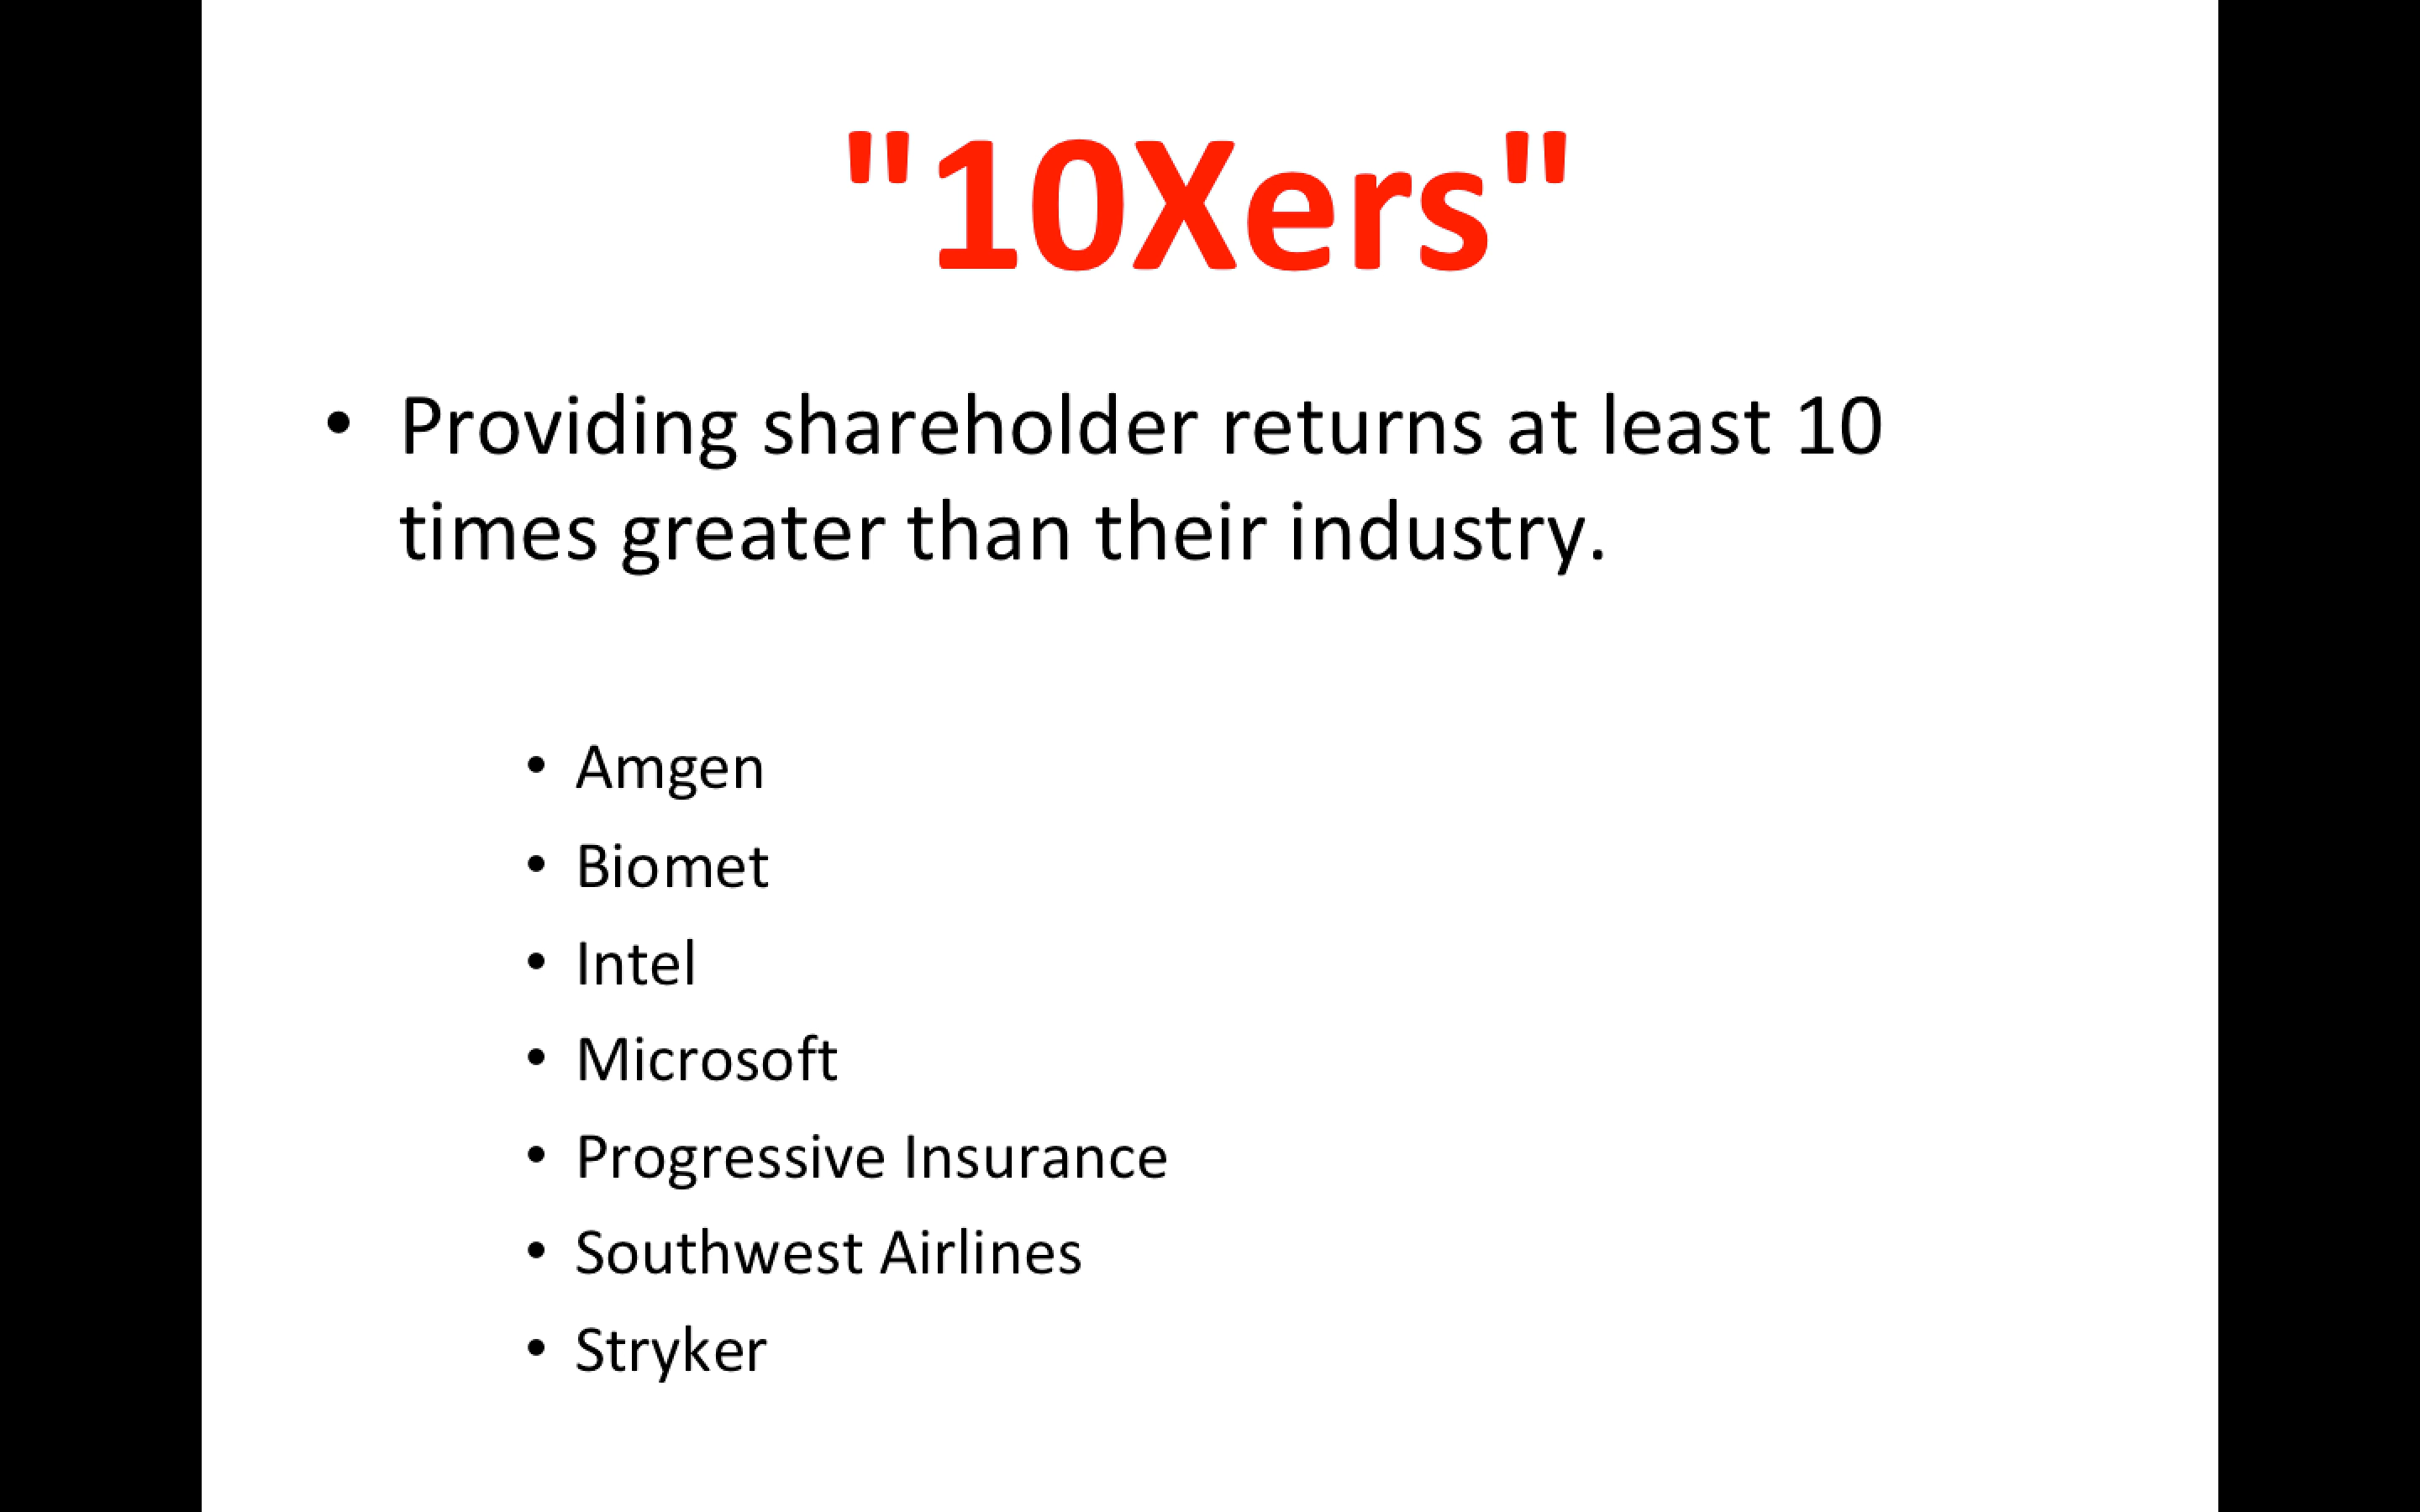 "10Xers"
• Providing shareholder returns at least 10
times greater than their industry.
• Amgen
• Biomet
• Intel
• Microsoft
• Progressive Insurance
• Southwest Airlines
• Stryker